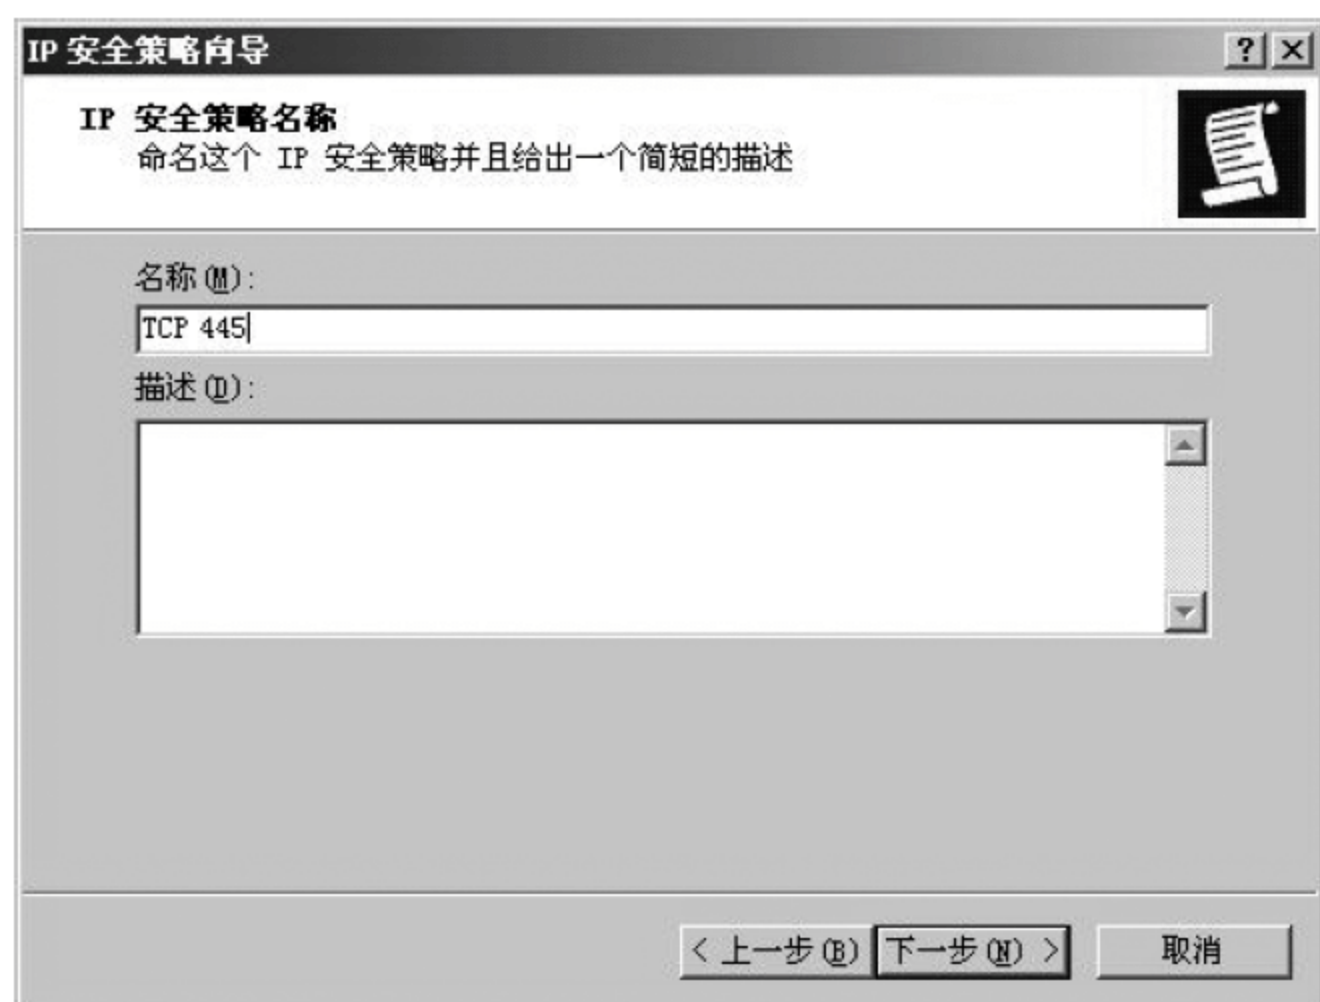 IP 安全策略向导
IP 安全策略名称
命名这个 IP 安全策略并且给出一个简短的描述
名称(M):
TCP 445
描述(D):
< 上一步(B) 下一步(N) > 取消